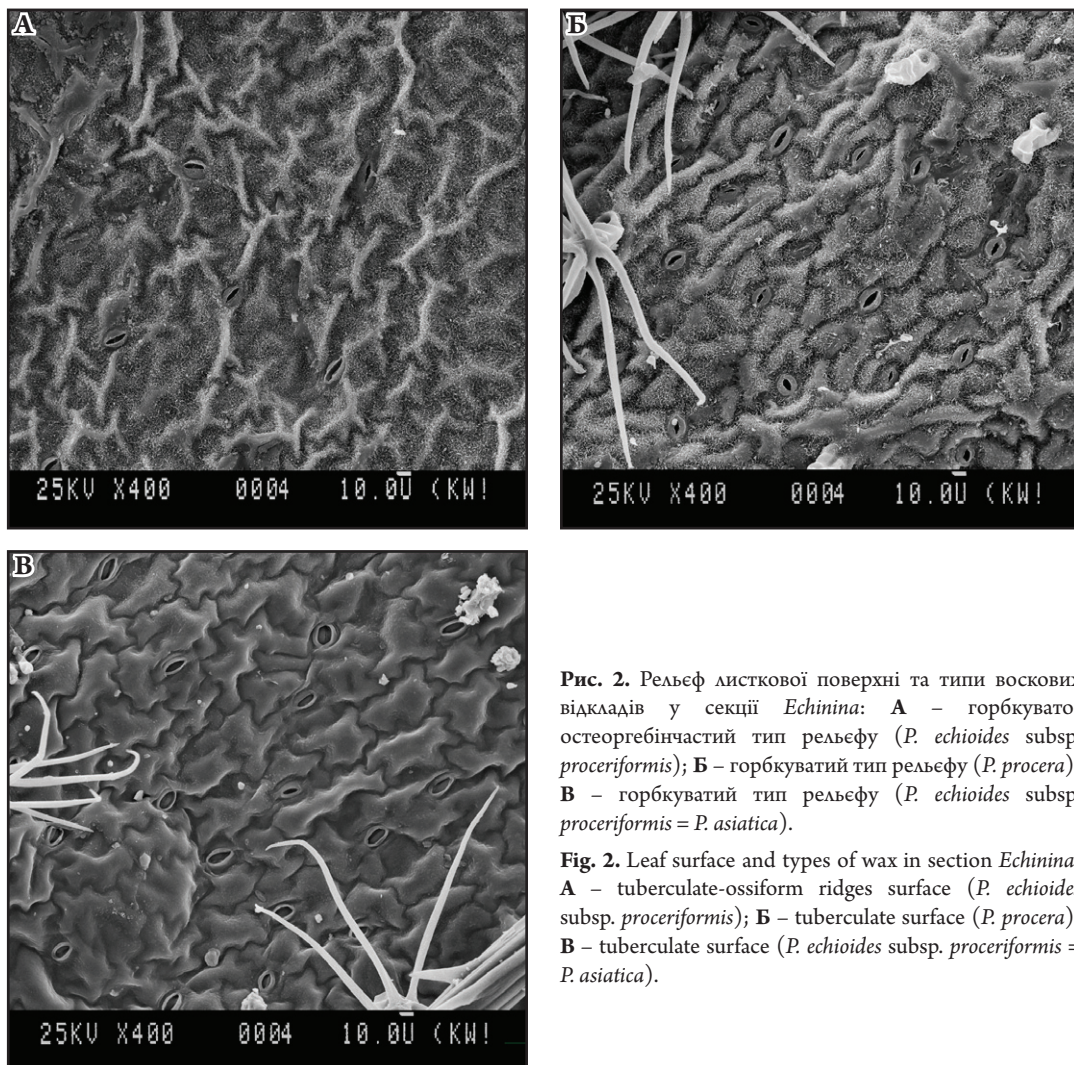 А
Б
25KV X400 0004 10.0U (KW!
25KV X400 0004 10.0U (KW!
В
25KV X400 0004 10.0U (KW!
Рис. 2. Рельєф листкової поверхні та типи воскових
відкладів у секції Echinina: А – горбкувато-
остеоргебінчастий тип рельєфу (P. echioides subsp.
proceriformis); Б – горбкуватий тип рельєфу (P. procera);
В – горбкуватий тип рельєфу (P. echioides subsp.
proceriformis = P. asiatica).
Fig. 2. Leaf surface and types of wax in section Echinina:
A – tuberculate-ossiform ridges surface (P. echioides
subsp. proceriformis); Б – tuberculate surface (P. procera);
В – tuberculate surface (P. echioides subsp. proceriformis =
P. asiatica).